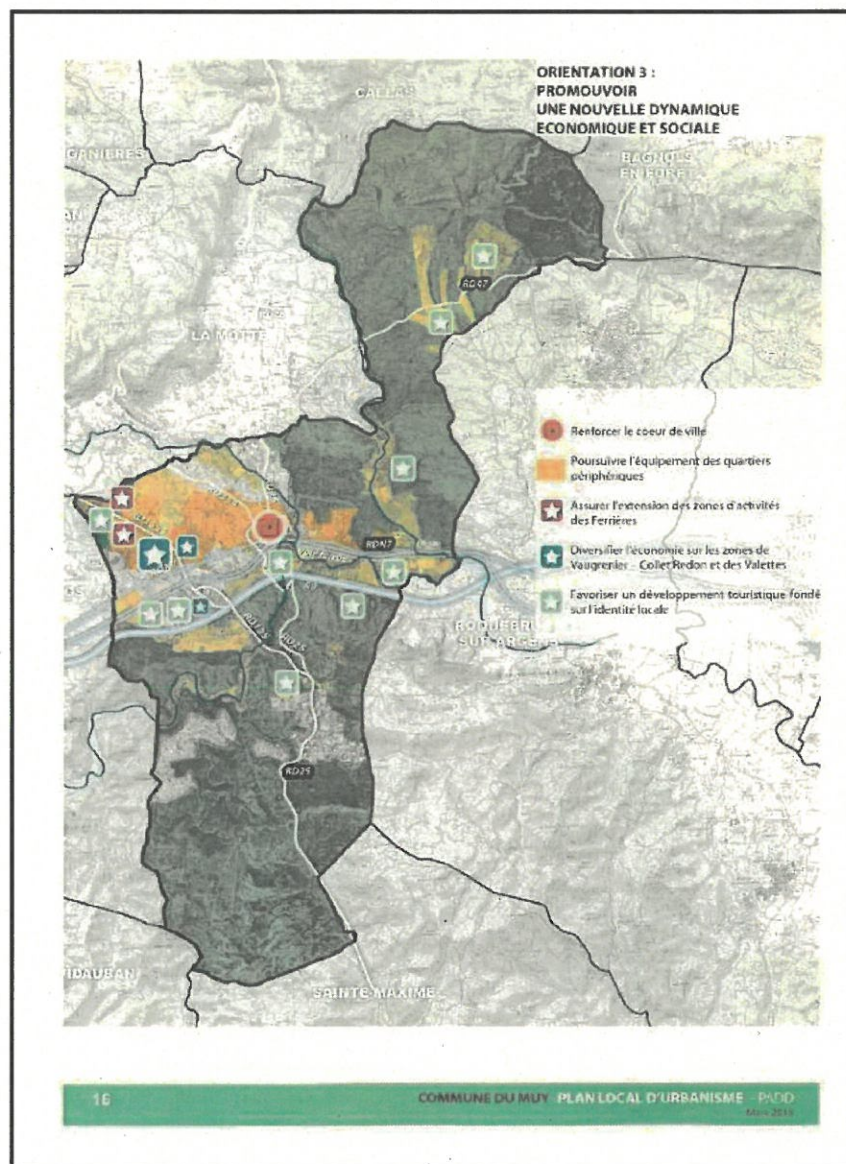 ORIENTATION 3 :
PROMOUVOIR
UNE NOUVELLE DYNAMIQUE
ECONOMIQUE ET SOCIALE
CALLAS
BAGNOLS
EN FORET
RD47
LA MOTTE
Renforcer le coeur de ville
Poursuivre l'équipement des quartiers
périphériques
Assurer l'extension des zones d'activités
des Ferrières
Diversifier l'économie sur les zones de
Vaugrenier – Collet Redon et des Valettes
Favoriser un développement touristique fondé
sur l'identité locale
RDN7
SUR ARGENS
RD25
RD25
SAINTE MAXIME
16
COMMUNE DU MUY PLAN LOCAL D'URBANISME - PADD